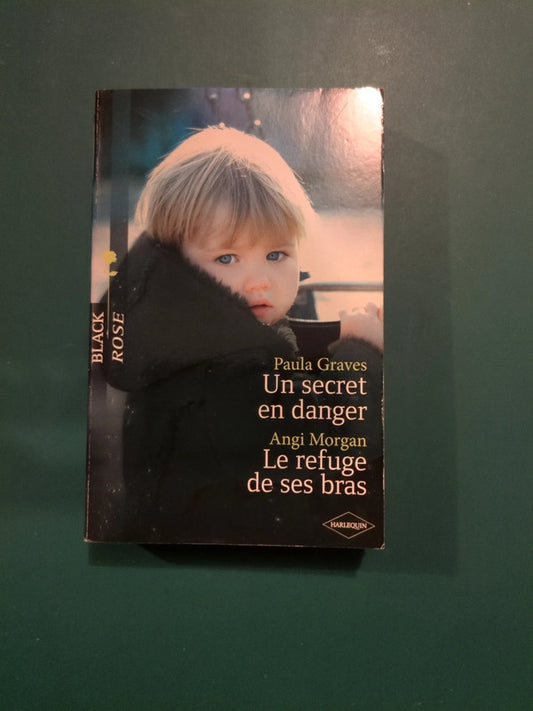 BLACK
ROSE
Paula Graves
Un secret
en danger
Angi Morgan
Le refuge
de ses bras
HARLEQUIN